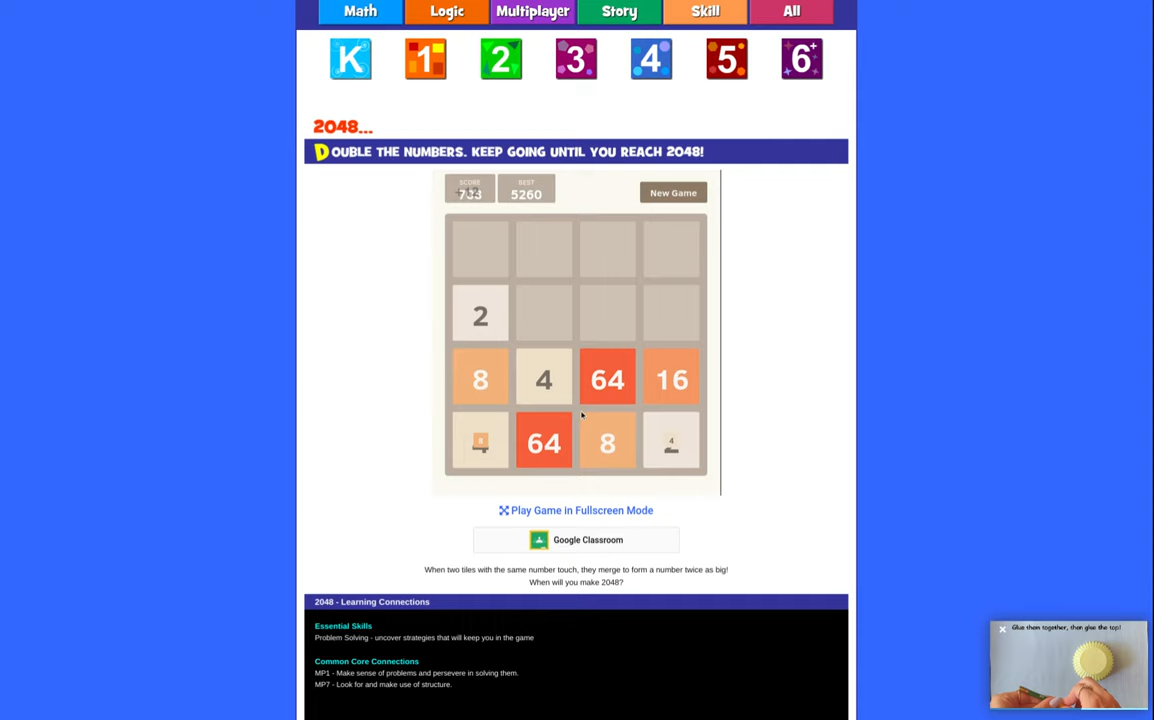 Math Logic Multiplayer Story Skill All
K 1 2 3 4 5 6+
2048...
DOUBLE THE NUMBERS. KEEP GOING UNTIL YOU REACH 2048!
SCORE BEST
5260
New Game
2
8 4 64 16
8 64 8 4
Play Game in Fullscreen Mode
Google Classroom
When two tiles with the same number touch, they merge to form a number twice as big!
When will you make 2048?
2048 - Learning Connections
Essential Skills
Problem Solving - uncover strategies that will keep you in the game
Common Core Connections
MP1 - Make sense of problems and persevere in solving them.
MP7 - Look for and make use of structure.
Glue them together, then glue the top!